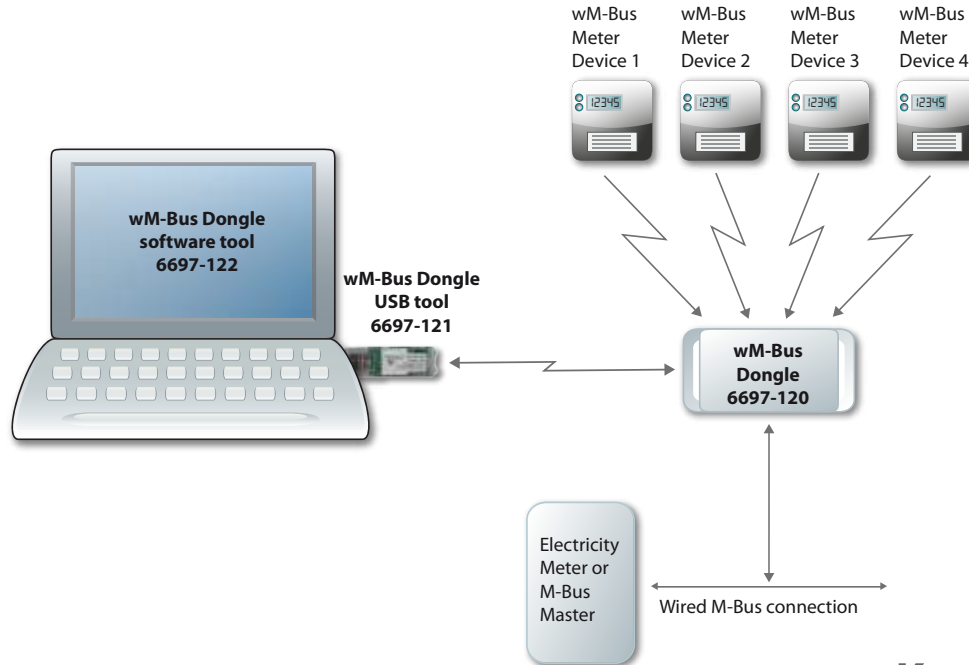 wM-Bus
Meter
Device 1
wM-Bus
Meter
Device 2
wM-Bus
Meter
Device 3
wM-Bus
Meter
Device 4
12345
12345
12345
12345
wM-Bus Dongle
software tool
6697-122
wM-Bus Dongle
USB tool
6697-121
wM-Bus
Dongle
6697-120
Electricity
Meter or
M-Bus
Master
Wired M-Bus connection